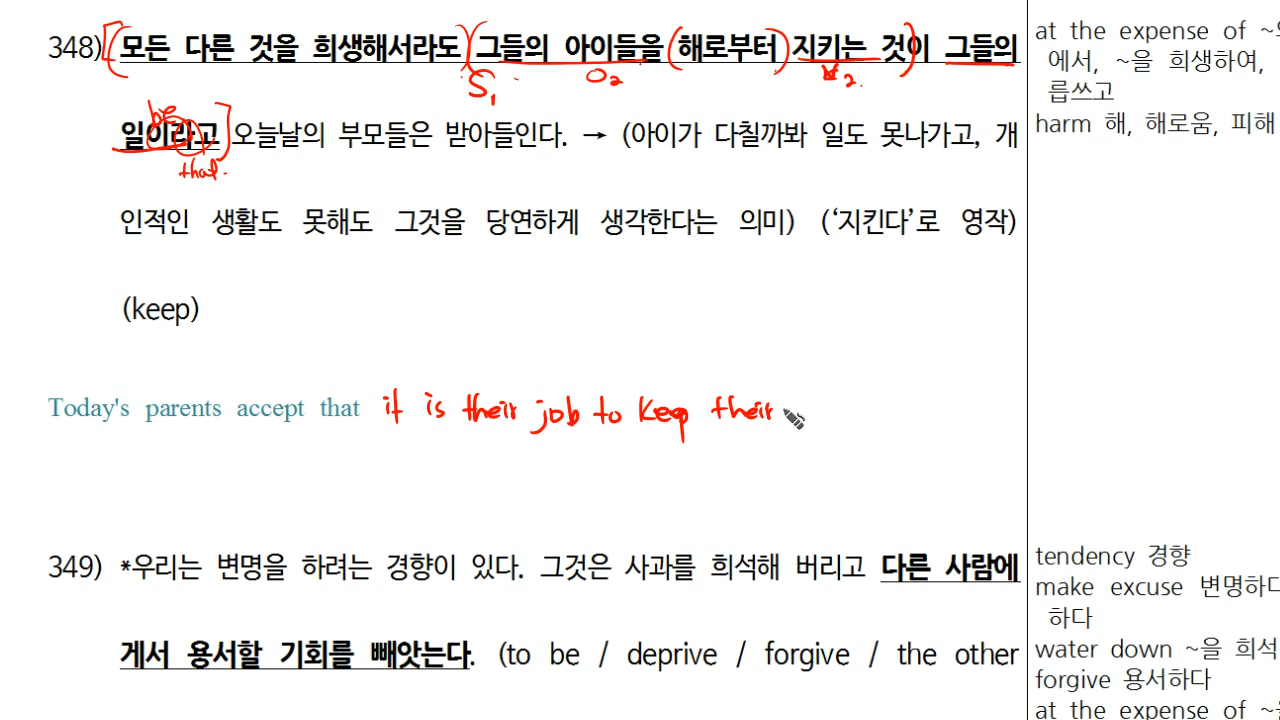 348) 모든 다른 것을 희생해서라도 그들의 아이들을 해로부터 지키는 것이 그들의
S1 O2 V2
일이라고 오늘날의 부모들은 받아들인다. → (아이가 다칠까봐 일도 못나가고, 개
be
that
인적인 생활도 못해도 그것을 당연하게 생각한다는 의미) (‘지킨다’로 영작)
(keep)
Today's parents accept that it is their job to keep their
349) *우리는 변명을 하려는 경향이 있다. 그것은 사과를 희석해 버리고 다른 사람에
게서 용서할 기회를 빼앗는다. (to be / deprive / forgive / the other
at the expense of ~의
에서, ~을 희생하여,
릅쓰고
harm 해, 해로움, 피해
tendency 경향
make excuse 변명하다
하다
water down ~을 희석
forgive 용서하다
at the expense of